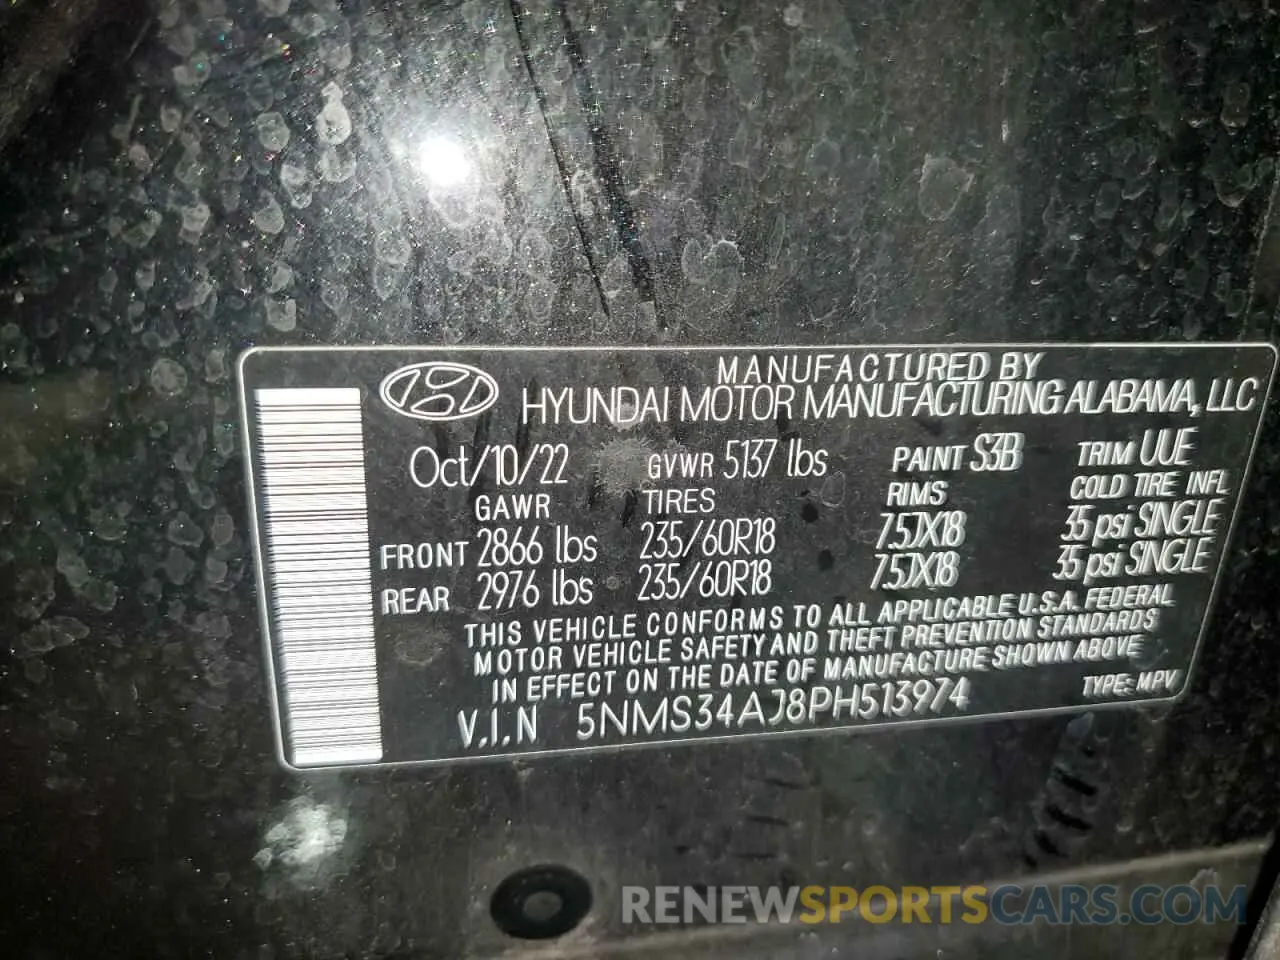 MANUFACTURED BY
HYUNDAI MOTOR MANUFACTURING ALABAMA, LLC
Oct/10/22 GVWR 5137 lbs PAINT S3B TRIM UUE
GAWR TIRES RIMS COLD TIRE INFL
FRONT 2866 lbs 235/60R18 7.5JX18 35 psi SINGLE
REAR 2976 lbs 235/60R18 7.5JX18 35 psi SINGLE
THIS VEHICLE CONFORMS TO ALL APPLICABLE U.S.A. FEDERAL
MOTOR VEHICLE SAFETY AND THEFT PREVENTION STANDARDS
IN EFFECT ON THE DATE OF MANUFACTURE SHOWN ABOVE
V.I.N 5NMS34AJ8PH513974 TYPE: MPV
RENEWSPORTSCARS.COM